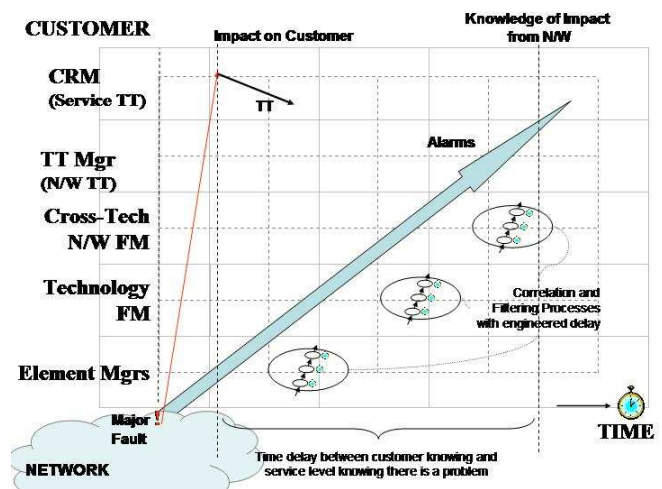 CUSTOMER
Impact on Customer
Knowledge of Impact
from N/W
CRM
(Service TT)
TT
TT Mgr
(N/W TT)
Alarms
Cross-Tech
N/W FM
Technology
FM
Correlation and
Filtering Processes
with engineered delay
Element Mgrs
Major
Fault
TIME
NETWORK
Time delay between customer knowing and
service level knowing there is a problem